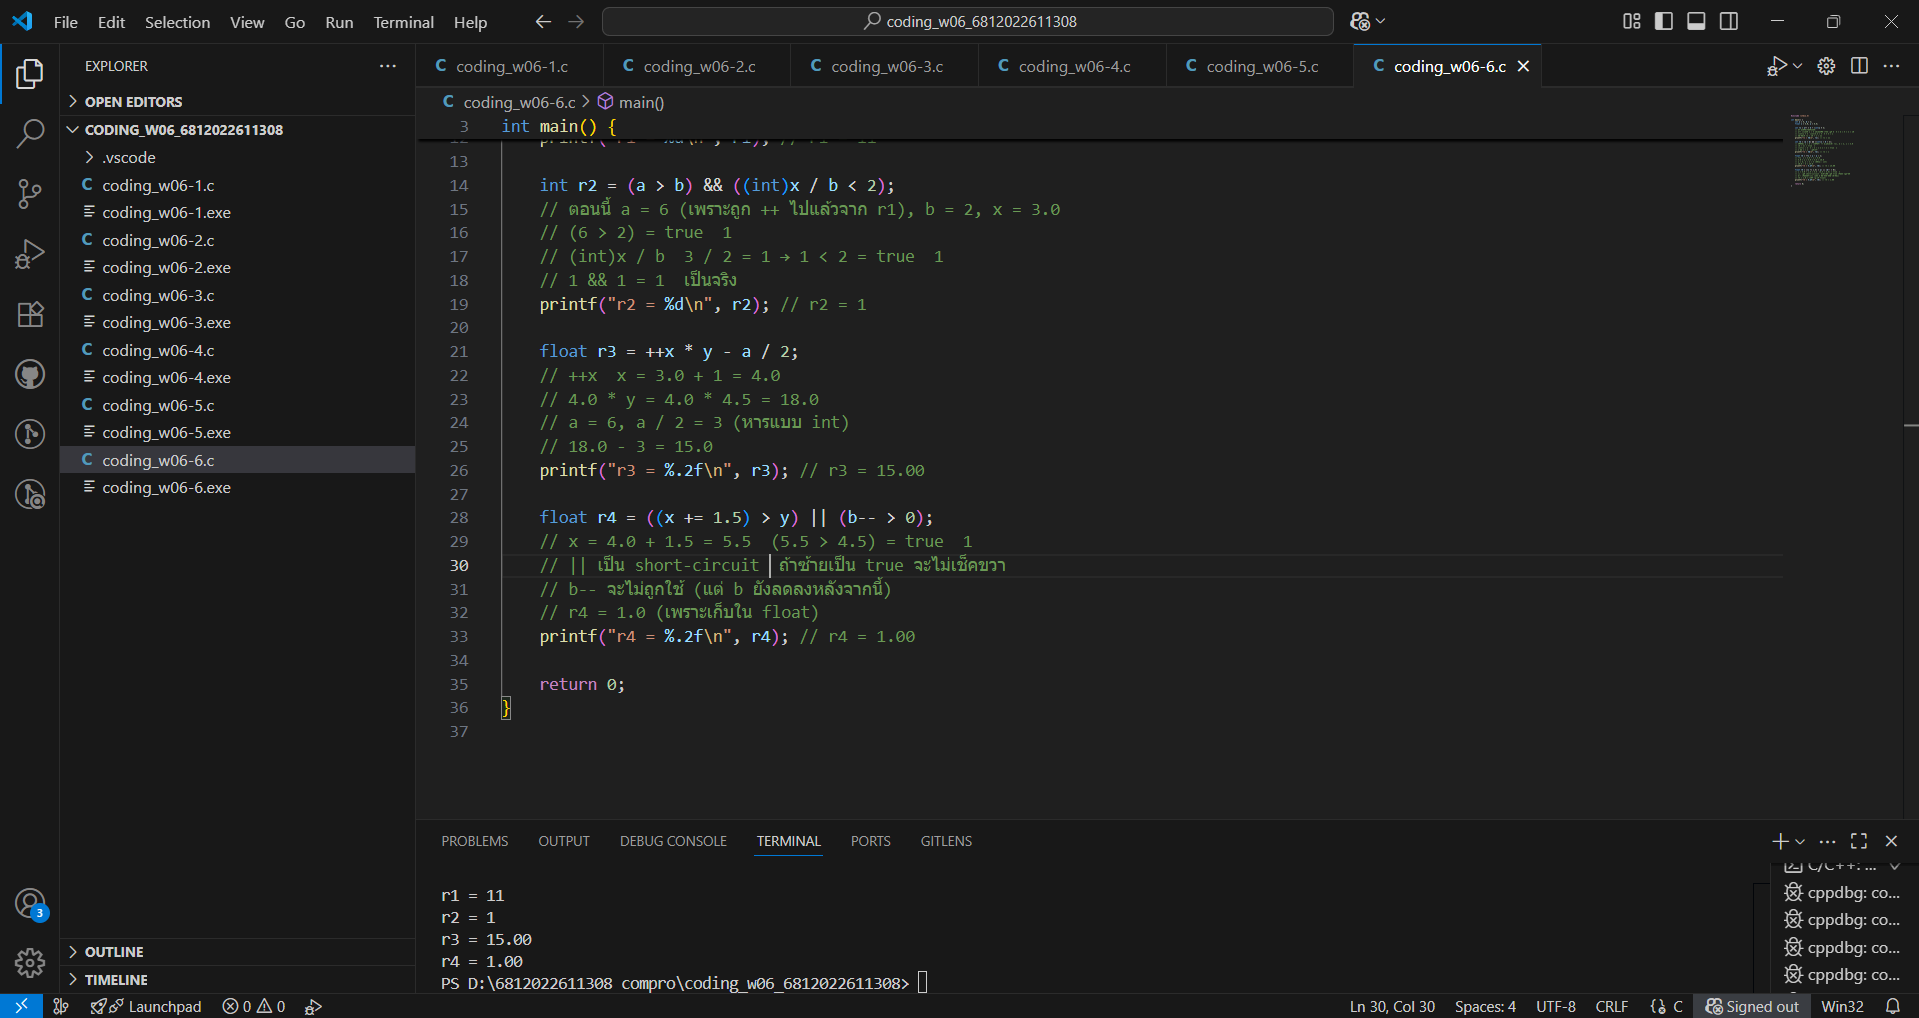 File Edit Selection View Go Run Terminal Help
coding_w06_6812022611308
EXPLORER
OPEN EDITORS
CODING_W06_6812022611308
.vscode
C coding_w06-1.c
coding_w06-1.exe
C coding_w06-2.c
coding_w06-2.exe
C coding_w06-3.c
coding_w06-3.exe
C coding_w06-4.c
coding_w06-4.exe
C coding_w06-5.c
coding_w06-5.exe
C coding_w06-6.c
coding_w06-6.exe
3
OUTLINE
TIMELINE
C coding_w06-1.c C coding_w06-2.c C coding_w06-3.c C coding_w06-4.c C coding_w06-5.c C coding_w06-6.c
C coding_w06-6.c > main()
3 int main() {
13
14 int r2 = (a > b) && ((int)x / b < 2);
15 // ตอนนี้ a = 6 (เพราะถูก ++ ไปแล้วจาก r1), b = 2, x = 3.0
16 // (6 > 2) = true  1
17 // (int)x / b  3 / 2 = 1 → 1 < 2 = true  1
18 // 1 && 1 = 1  เป็นจริง
19 printf("r2 = %d\n", r2); // r2 = 1
20
21 float r3 = ++x * y - a / 2;
22 // ++x  x = 3.0 + 1 = 4.0
23 // 4.0 * y = 4.0 * 4.5 = 18.0
24 // a = 6, a / 2 = 3 (หารแบบ int)
25 // 18.0 - 3 = 15.0
26 printf("r3 = %.2f\n", r3); // r3 = 15.00
27
28 float r4 = ((x += 1.5) > y) || (b-- > 0);
29 // x = 4.0 + 1.5 = 5.5  (5.5 > 4.5) = true  1
30 // || เป็น short-circuit  ถ้าซ้ายเป็น true จะไม่เช็คขวา
31 // b-- จะไม่ถูกใช้ (แต่ b ยังลดลงหลังจากนี้)
32 // r4 = 1.0 (เพราะเก็บใน float)
33 printf("r4 = %.2f\n", r4); // r4 = 1.00
34
35 return 0;
36 }
37
PROBLEMS OUTPUT DEBUG CONSOLE TERMINAL PORTS GITLENS
r1 = 11
r2 = 1
r3 = 15.00
r4 = 1.00
PS D:\6812022611308 compro\coding_w06_6812022611308>
C/C++: ...
cppdbg: co...
cppdbg: co...
cppdbg: co...
cppdbg: co...
Launchpad 0 0 Ln 30, Col 30 Spaces: 4 UTF-8 CRLF {} C Signed out Win32